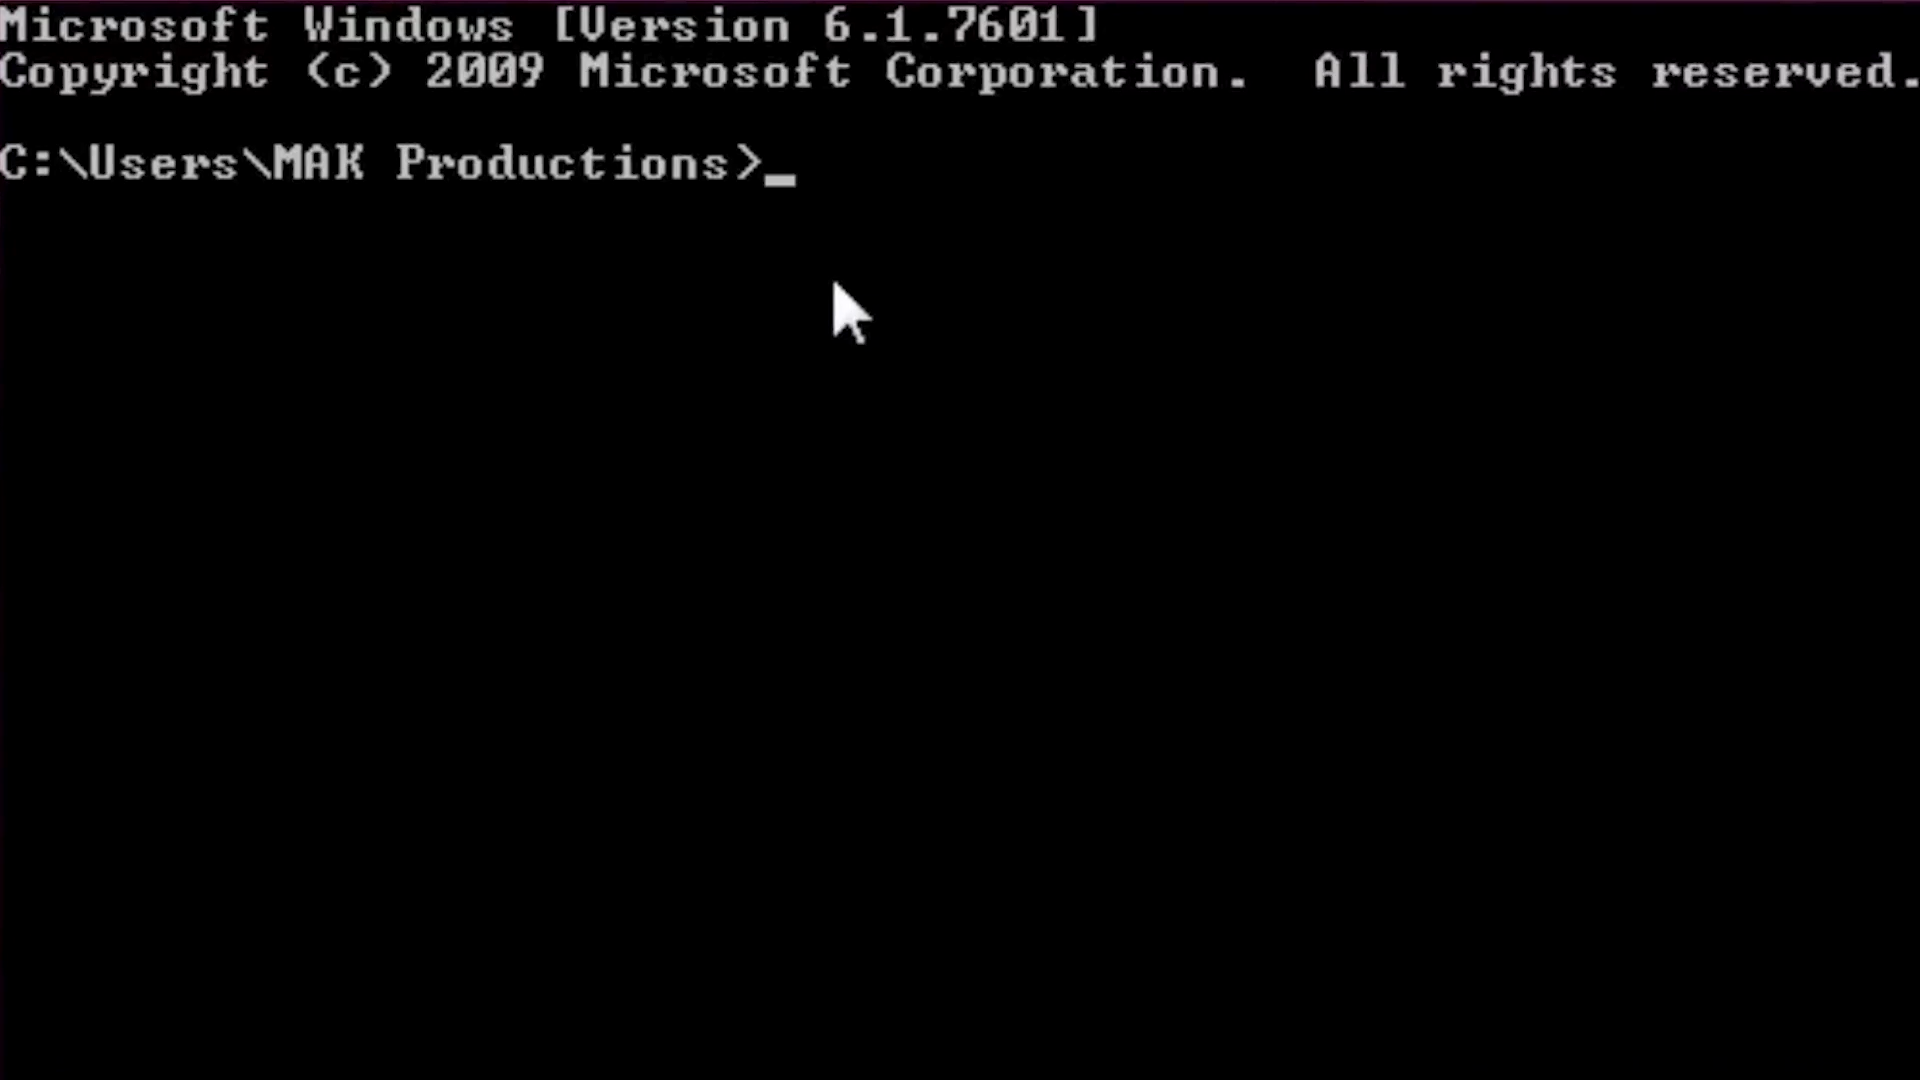 Microsoft Windows [Version 6.1.7601]
Copyright (c) 2009 Microsoft Corporation.  All rights reserved.
C:\Users\MAK Productions>_